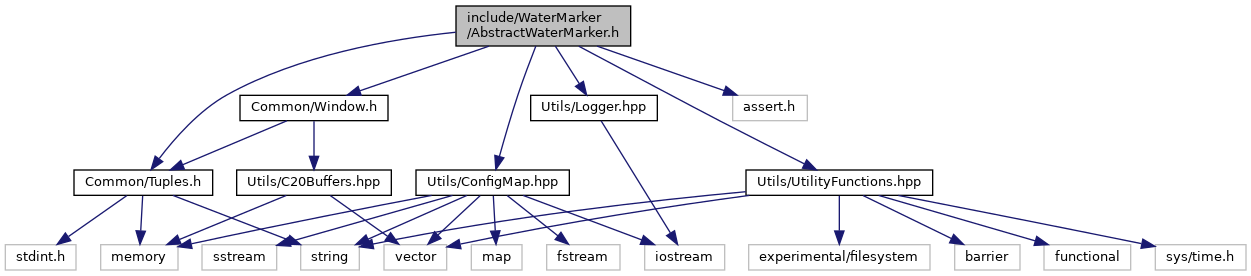 include/WaterMarker
/AbstractWaterMarker.h
Common/Window.h
Utils/Logger.hpp
assert.h
Common/Tuples.h
Utils/C20Buffers.hpp
Utils/ConfigMap.hpp
Utils/UtilityFunctions.hpp
stdint.h
memory
sstream
string
vector
map
fstream
iostream
experimental/filesystem
barrier
functional
sys/time.h